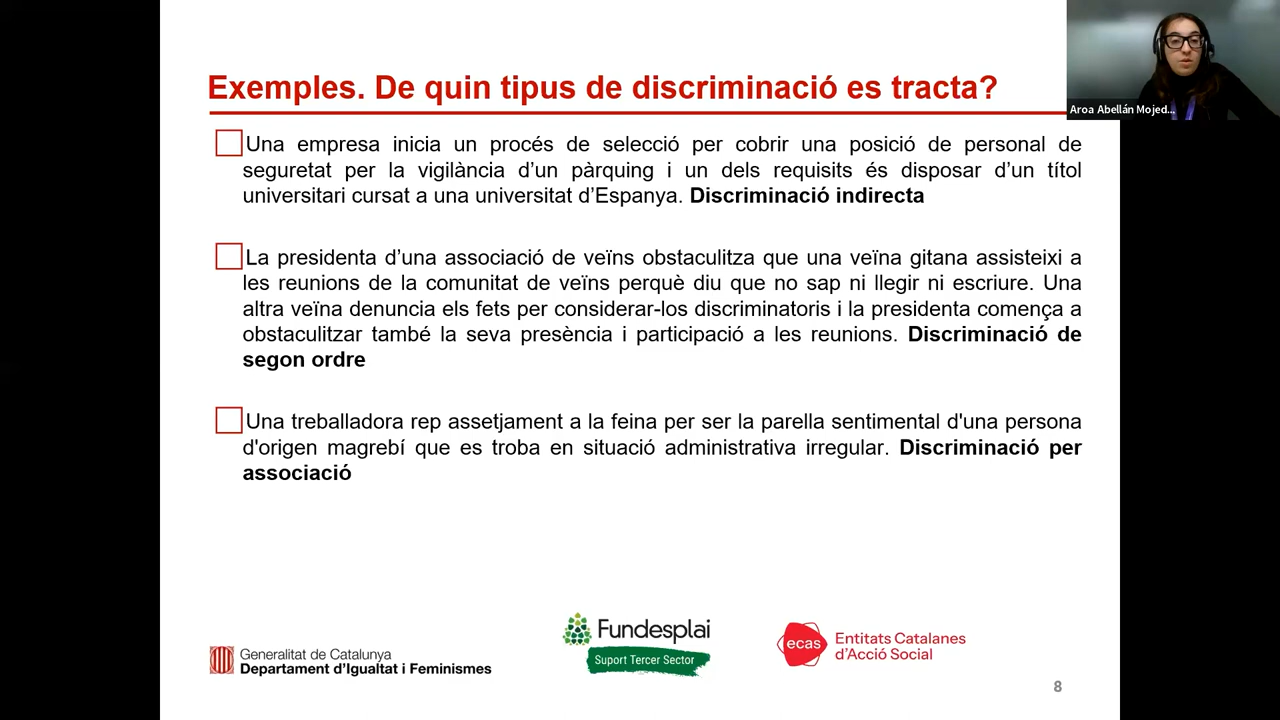 Exemples. De quin tipus de discriminació es tracta?
Aroa Abellán Mojed...
Una empresa inicia un procés de selecció per cobrir una posició de personal de
seguretat per la vigilància d’un pàrquing i un dels requisits és disposar d’un títol
universitari cursat a una universitat d’Espanya. Discriminació indirecta
La presidenta d’una associació de veïns obstaculitza que una veïna gitana assisteixi a
les reunions de la comunitat de veïns perquè diu que no sap ni llegir ni escriure. Una
altra veïna denuncia els fets per considerar-los discriminatoris i la presidenta comença a
obstaculitzar també la seva presència i participació a les reunions. Discriminació de
segon ordre
Una treballadora rep assetjament a la feina per ser la parella sentimental d'una persona
d'origen magrebí que es troba en situació administrativa irregular. Discriminació per
associació
Generalitat de Catalunya
Departament d’Igualtat i Feminismes
Fundesplai
Suport Tercer Sector
ecas
Entitats Catalanes
d’Acció Social
8